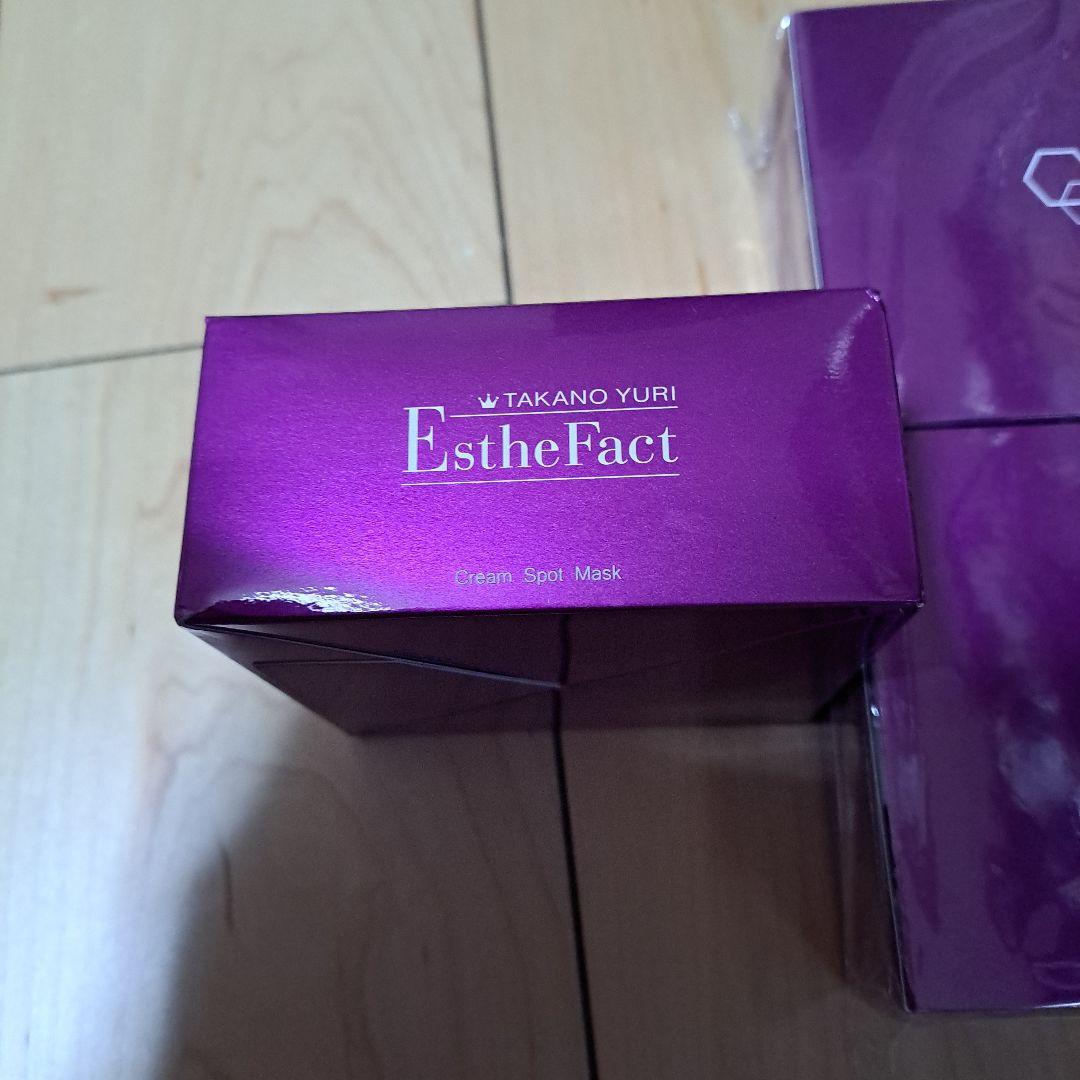 TAKANO YURI
EstheFact
Cream Spot Mask